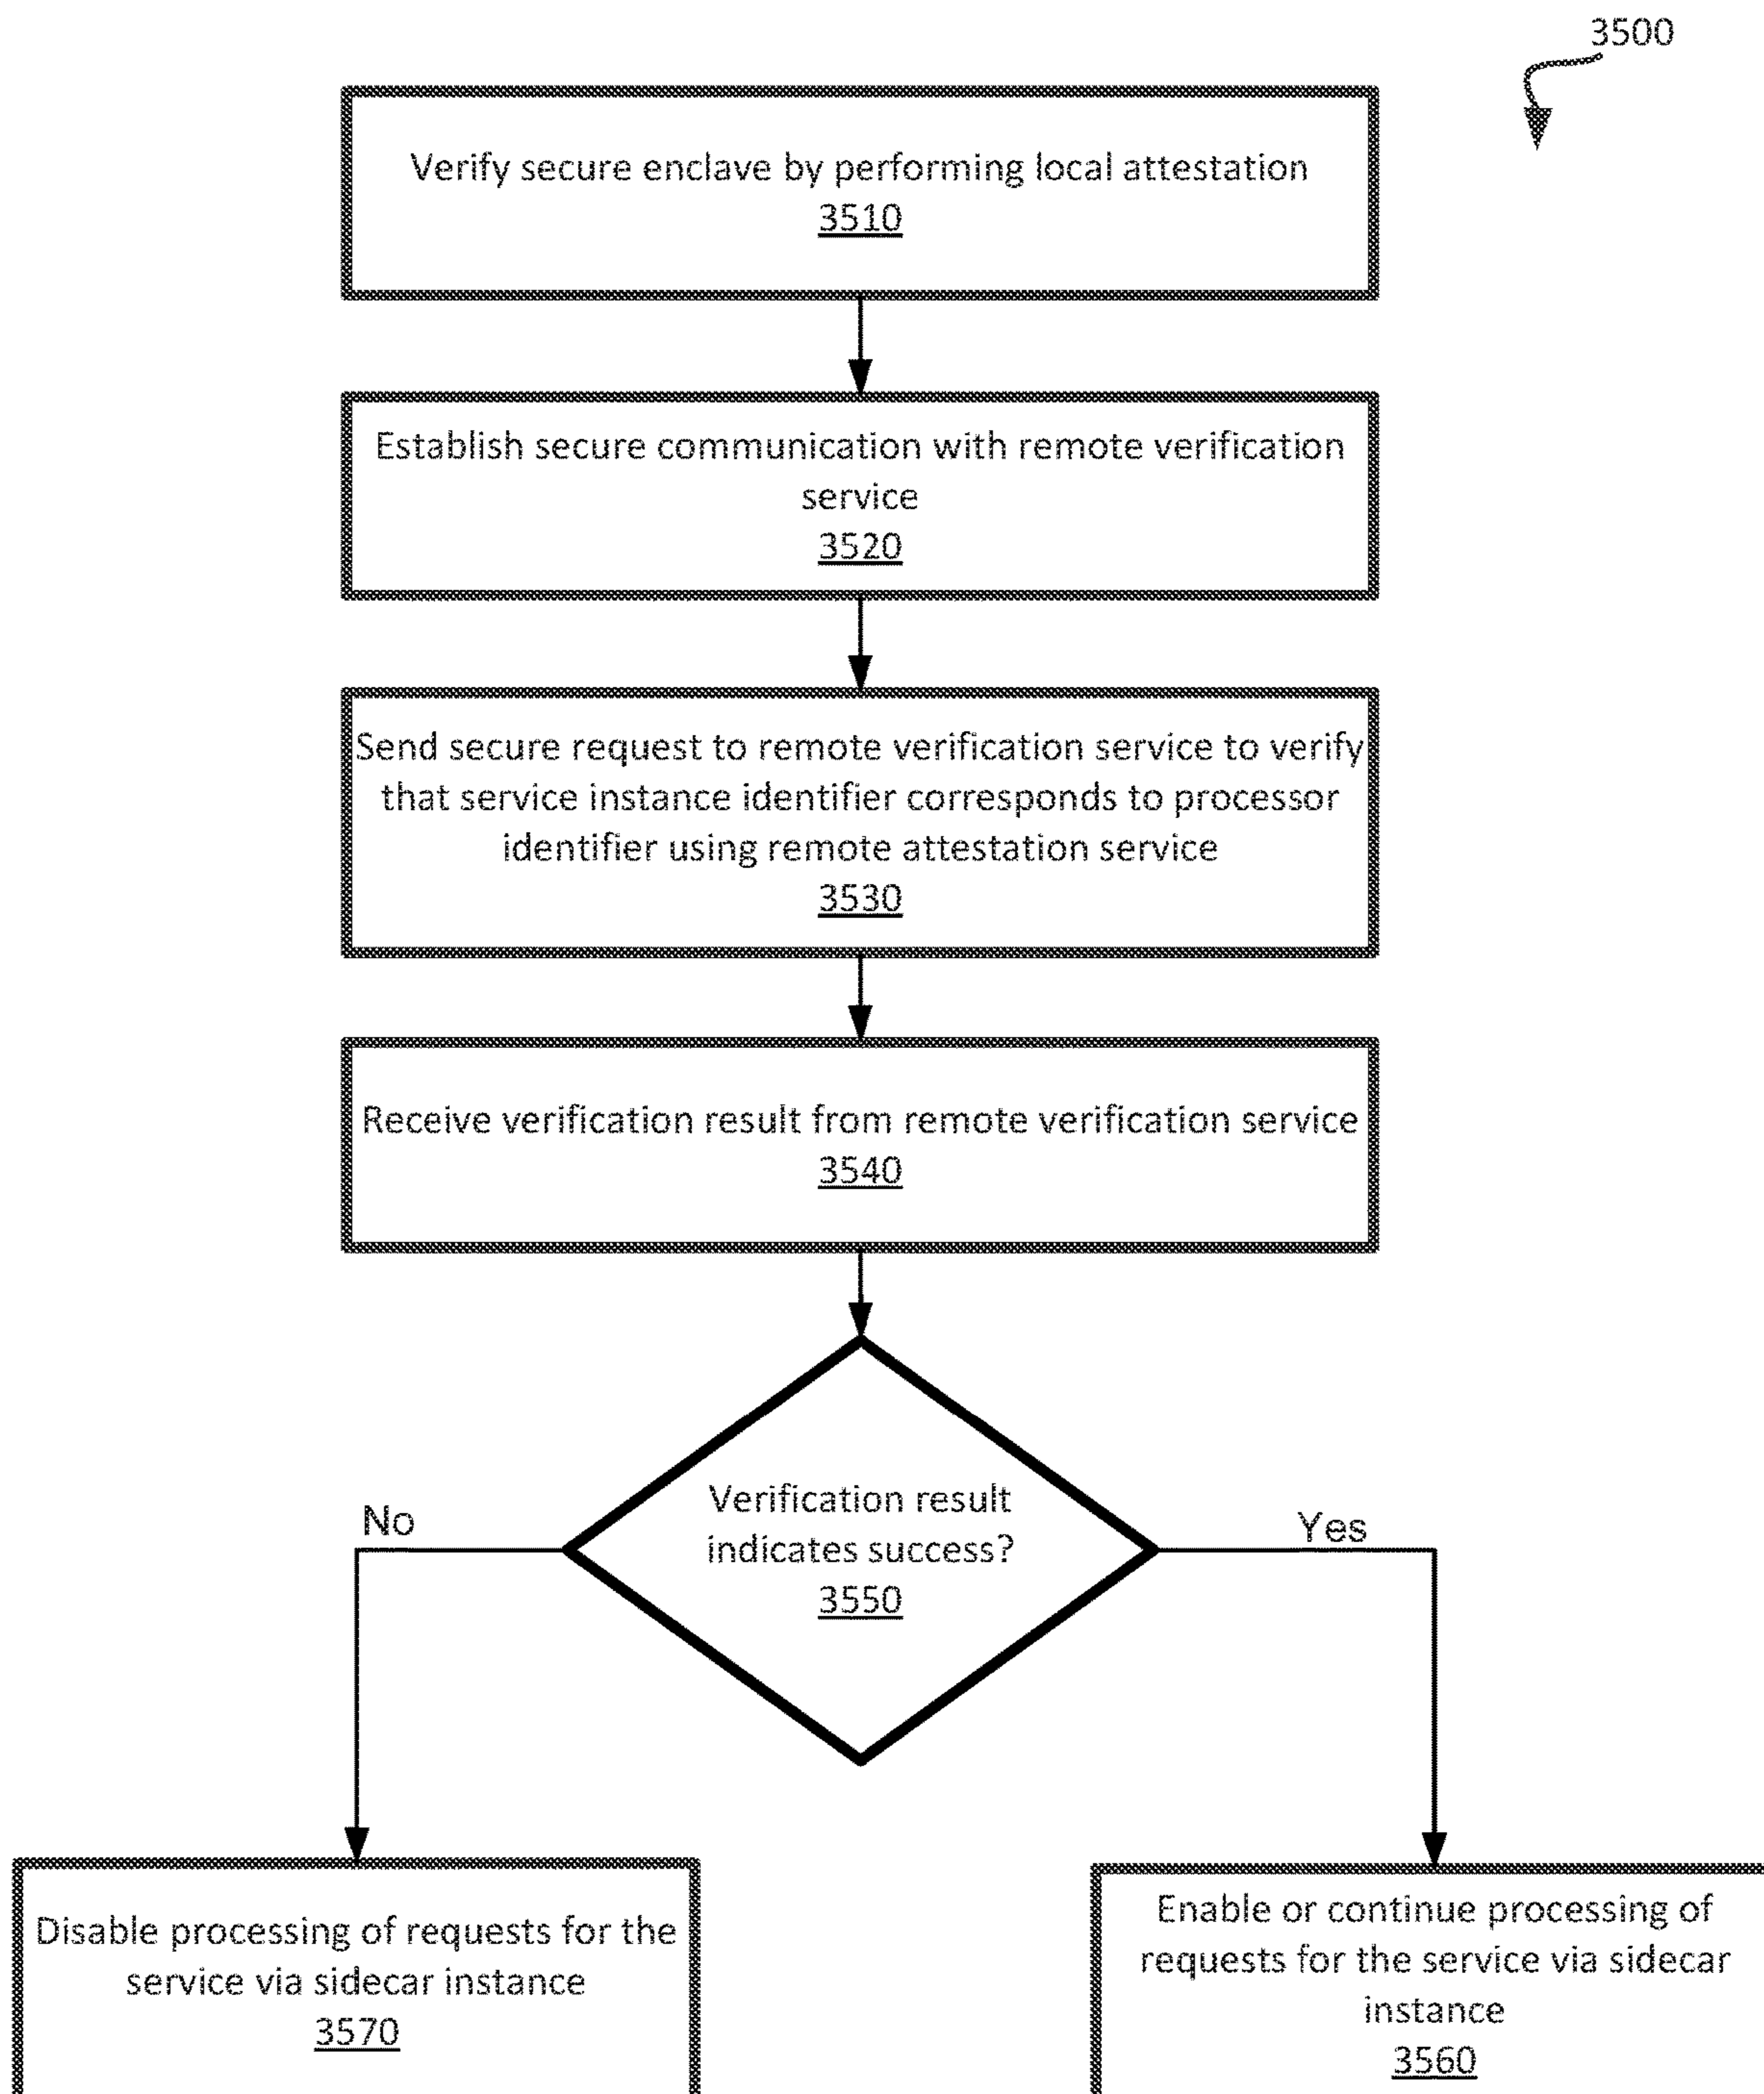 3500
Verify secure enclave by performing local attestation
3510
Establish secure communication with remote verification
service
3520
Send secure request to remote verification service to verify
that service instance identifier corresponds to processor
identifier using remote attestation service
3530
Receive verification result from remote verification service
3540
Verification result
indicates success?
3550
No
Yes
Disable processing of requests for the
service via sidecar instance
3570
Enable or continue processing of
requests for the service via sidecar
instance
3560